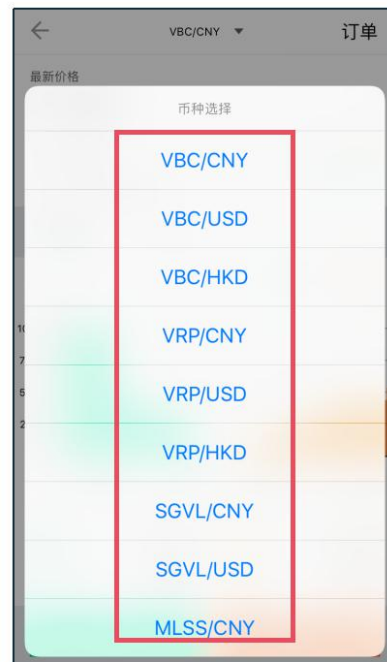 VBC/CNY ▼
订单
最新价格
币种选择
VBC/CNY
VBC/USD
VBC/HKD
VRP/CNY
VRP/USD
VRP/HKD
SGVL/CNY
SGVL/USD
MLSS/CNY